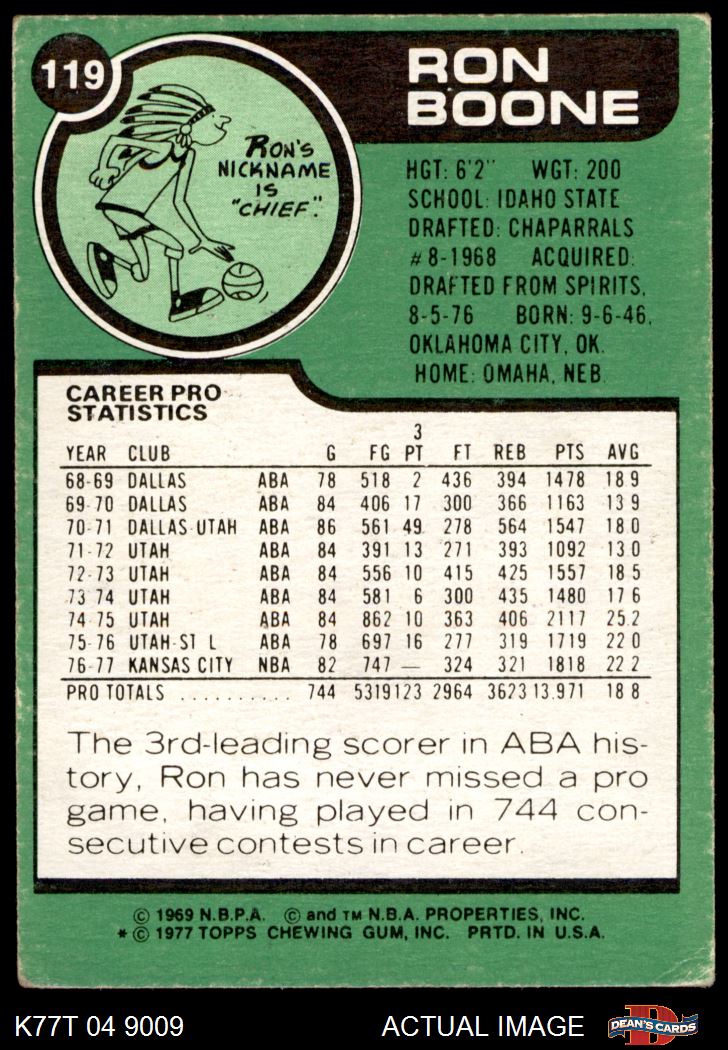 119
RON
BOONE
RON'S
NICKNAME
IS
"CHIEF."
HGT: 6'2" WGT: 200
SCHOOL: IDAHO STATE
DRAFTED: CHAPARRALS
#8-1968 ACQUIRED:
DRAFTED FROM SPIRITS,
8-5-76 BORN: 9-6-46,
OKLAHOMA CITY, OK.
HOME: OMAHA, NEB.
CAREER PRO
STATISTICS
YEAR CLUB G FG 3 PT FT REB PTS AVG
68-69 DALLAS ABA 78 518 2 436 394 1478 18.9
69-70 DALLAS ABA 84 406 17 300 366 1163 13.9
70-71 DALLAS-UTAH ABA 86 561 49 278 564 1547 18.0
71-72 UTAH ABA 84 391 13 271 393 1092 13.0
72-73 UTAH ABA 84 556 10 415 425 1557 18.5
73-74 UTAH ABA 84 581 6 300 435 1480 17.6
74-75 UTAH ABA 84 862 10 363 406 2117 25.2
75-76 UTAH-ST L ABA 78 697 16 277 319 1719 22.0
76-77 KANSAS CITY NBA 82 747 — 324 321 1818 22.2
PRO TOTALS .......... 744 5319 123 2964 3623 13,971 18.8
The 3rd-leading scorer in ABA his-
tory, Ron has never missed a pro
game, having played in 744 con-
secutive contests in career.
© 1969 N.B.P.A. © and TM N.B.A. PROPERTIES, INC.
* © 1977 TOPPS CHEWING GUM, INC. PRTD. IN U.S.A.
K77T 04 9009 ACTUAL IMAGE D DEAN'S CARDS